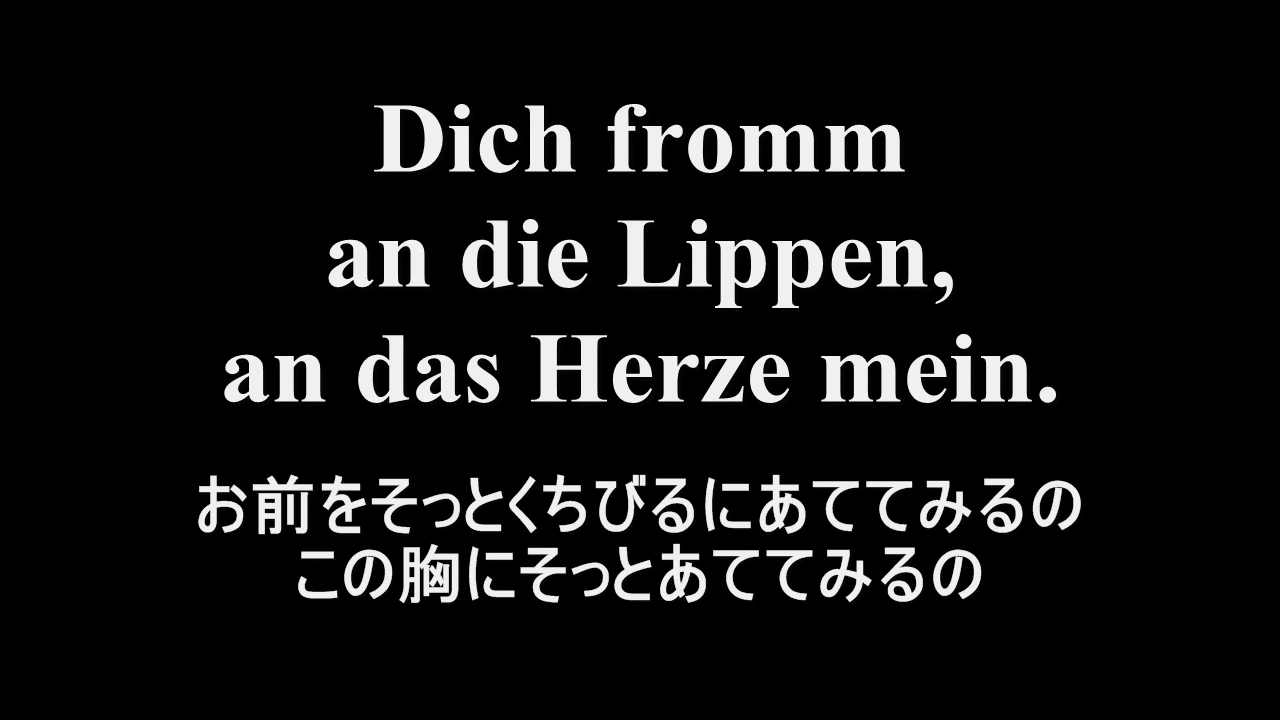 Dich fromm
an die Lippen,
an das Herze mein.
お前をそっとくちびるにあててみるの
この胸にそっとあててみるの